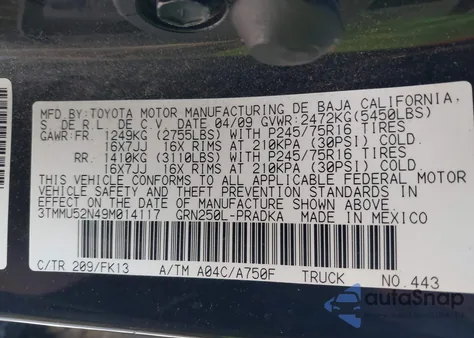 MFD. BY: TOYOTA MOTOR MANUFACTURING DE BAJA CALIFORNIA,
S. DE R.L. DE C.V. DATE 04/09 GVWR: 2472KG(5450LBS)
GAWR:FR. 1249KG (2755LBS) WITH P245/75R16 TIRES
16X7JJ 16X RIMS AT 210KPA (30PSI) COLD.
RR. 1410KG (3110LBS) WITH P245/75R16 TIRES
16X7JJ 16X RIMS AT 210KPA (30PSI) COLD.
THIS VEHICLE CONFORMS TO ALL APPLICABLE FEDERAL MOTOR
VEHICLE SAFETY AND THEFT PREVENTION STANDARDS IN
EFFECT ON THE DATE OF MANUFACTURE SHOWN ABOVE.
3TMMU52N49M014117 GRN250L-PRADKA MADE IN MEXICO
C/TR 209/FK13 A/TM A04C/A750F TRUCK NO.443
autoSnap